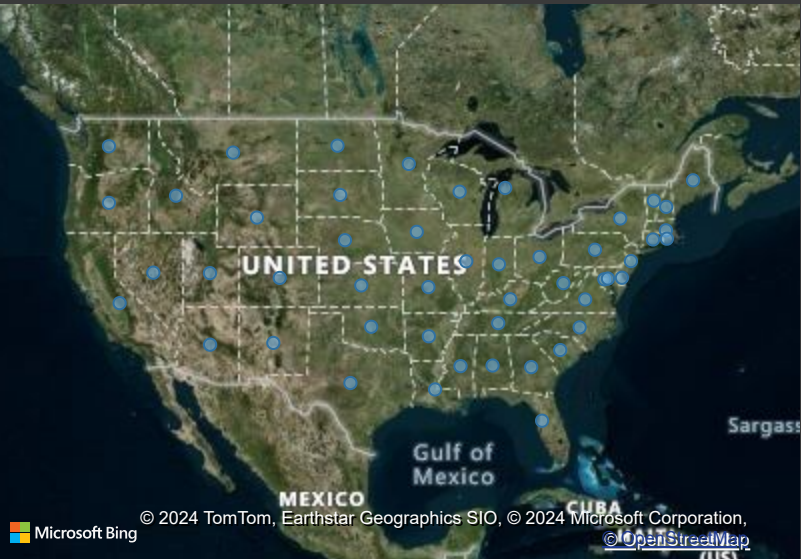 UNITED STATES
Sargass
Gulf of
Mexico
MEXICO
CUBA
© 2024 TomTom, Earthstar Geographics SIO, © 2024 Microsoft Corporation,
Microsoft Bing
© OpenStreetMap
(US)